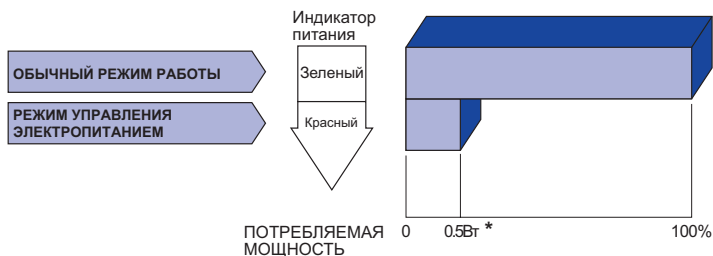 Индикатор
питания
ОБЫЧНЫЙ РЕЖИМ РАБОТЫ
Зеленый
РЕЖИМ УПРАВЛЕНИЯ
ЭЛЕКТРОПИТАНИЕМ
Красный
ПОТРЕБЛЯЕМАЯ
МОЩНОСТЬ
0 0.5Вт * 100%